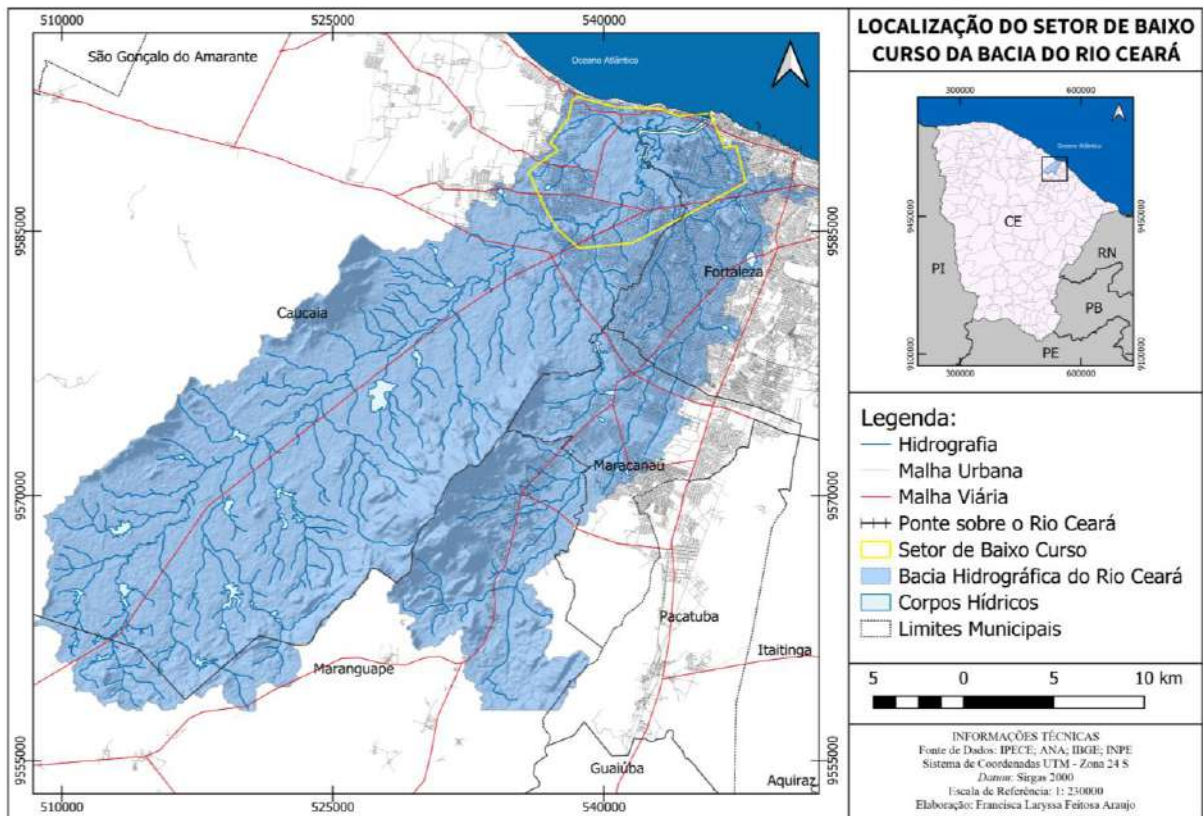 510000
525000
540000
São Gonçalo do Amarante
Oceano Atlântico
9585000
9585000
Fortaleza
Caucaia
Maracanaú
9570000
9570000
Pacatuba
Itaitinga
Maranguape
9555000
9555000
Guaiúba
Aquiraz
510000
525000
540000
LOCALIZAÇÃO DO SETOR DE BAIXO
CURSO DA BACIA DO RIO CEARÁ
300000
600000
Oceano Atlântico
9450000
9450000
CE
PI
RN
PB
PE
9100000
9100000
300000
600000
Legenda:
Hidrografia
Malha Urbana
Malha Viária
Ponte sobre o Rio Ceará
Setor de Baixo Curso
Bacia Hidrográfica do Rio Ceará
Corpos Hídricos
Limites Municipais
5 0 5 10 km
INFORMAÇÕES TÉCNICAS
Fonte de Dados: IPECE; ANA; IBGE; INPE
Sistema de Coordenadas UTM - Zona 24 S
Datum: Sirgas 2000
Escala de Referência: 1: 230000
Elaboração: Francisca Laryssa Feitosa Araujo